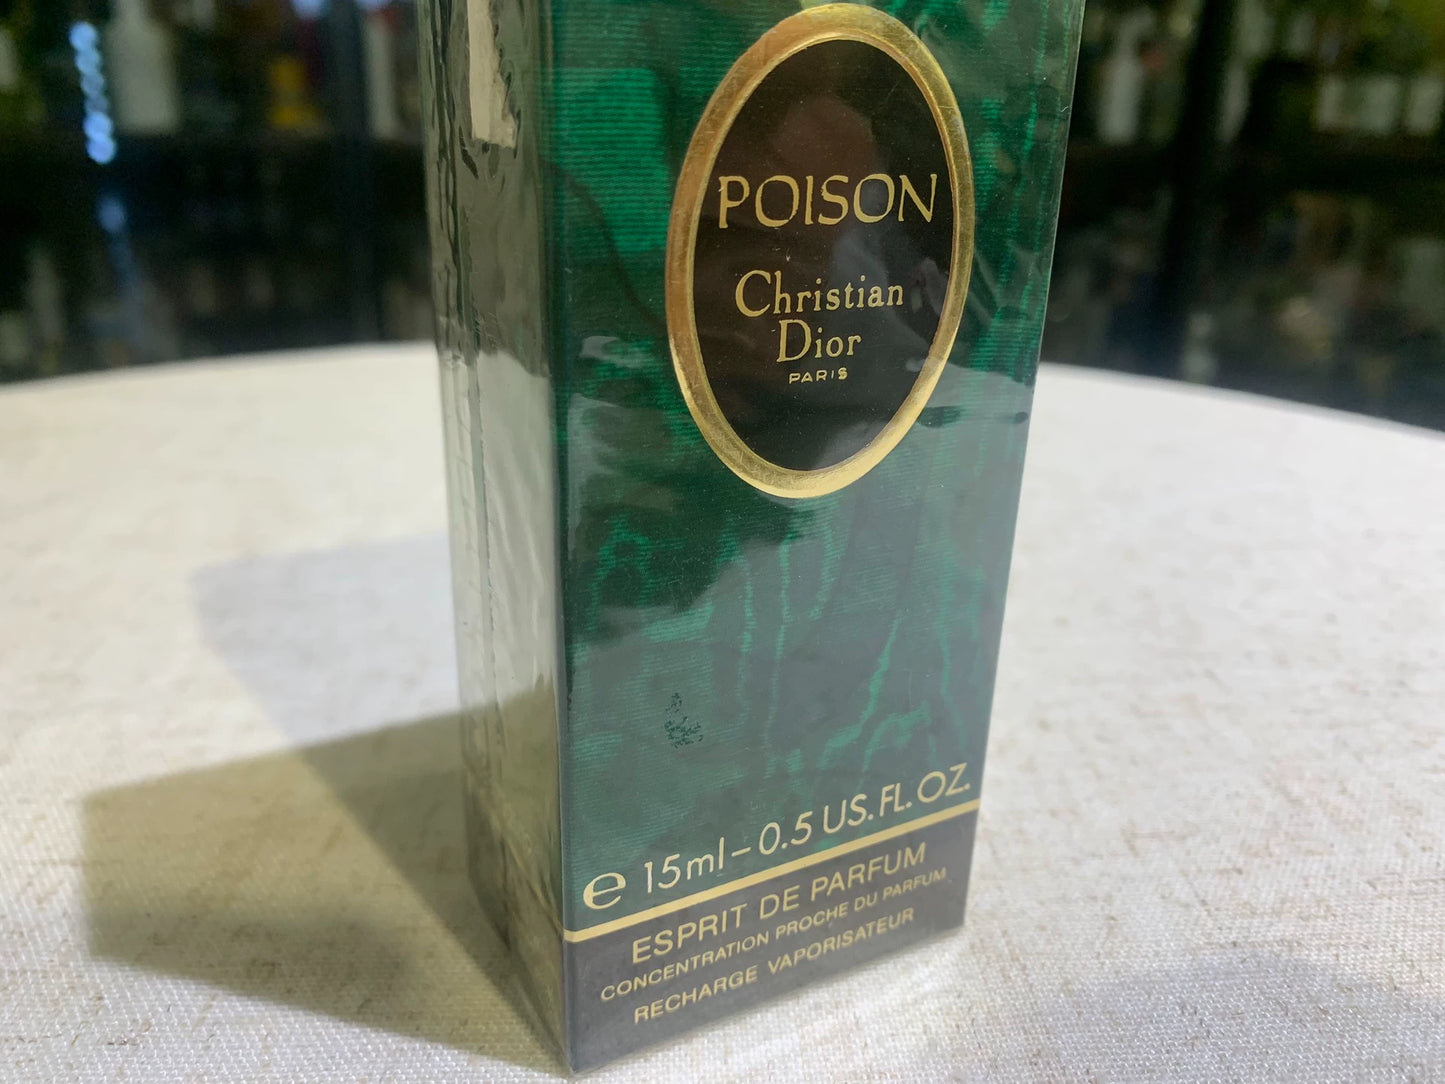 POISON
Christian
Dior
PARIS
e 15ml – 0.5 US. FL. OZ.
ESPRIT DE PARFUM
CONCENTRATION PROCHE DU PARFUM
RECHARGE VAPORISATEUR